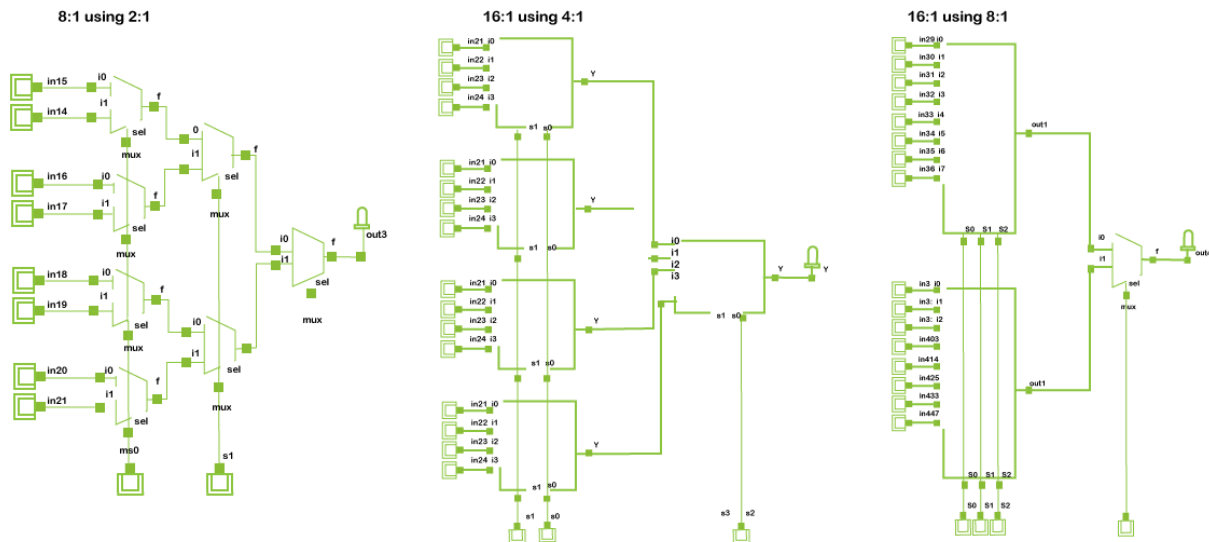 8:1 using 2:1
in15 i0
f
in14 i1
sel
mux
0
f
i1
sel
mux
in16 i0
f
in17 i1
sel
mux
i0
f
out3
i1
sel
mux
in18 i0
f
in19 i1
sel
mux
i0
f
i1
sel
mux
in20 i0
f
in21 i1
sel
ms0
s1
16:1 using 4:1
in21 i0
in22 i1
in23 i2
in24 i3
Y
s1 s0
in21 i0
in22 i1
in23 i2
in24 i3
Y
s1 s0
in21 i0
in22 i1
in23 i2
in24 i3
Y
s1 s0
in21 i0
in22 i1
in23 i2
in24 i3
Y
s1 s0
s1 s0
i0
i1
i2
i3
Y Y
s1 s0
s3 s2
16:1 using 8:1
in29 i0
in30 i1
in31 i2
in32 i3
in33 i4
in34 i5
in35 i6
in36 i7
out1
S0 S1 S2
in3 i0
in3: i1
in3: i2
in403
in414
in425
in433
in447
out1
S0 S1 S2
S0 S1 S2
i0
f
i1
sel
mux